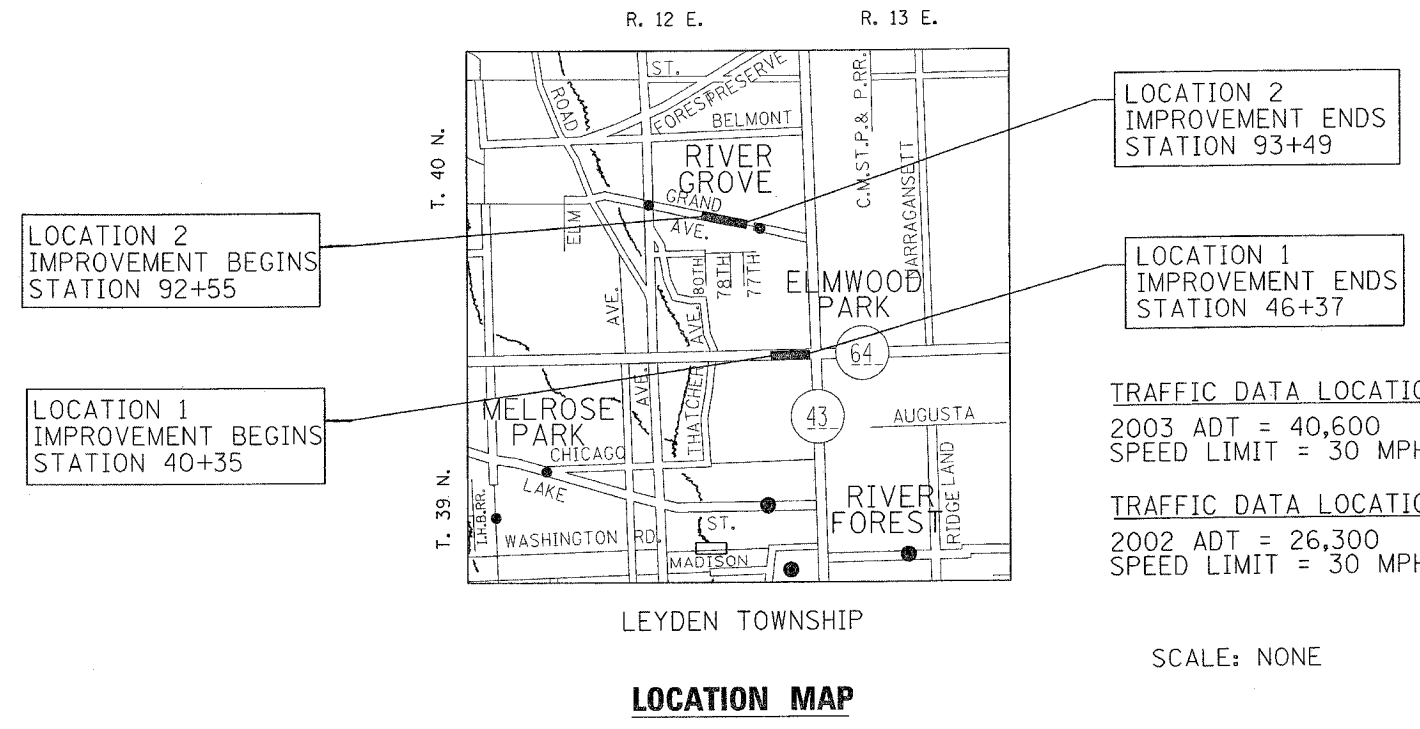 R. 12 E.
R. 13 E.
T. 40 N.
T. 39 N.
LOCATION 2
IMPROVEMENT BEGINS
STATION 92+55
LOCATION 1
IMPROVEMENT BEGINS
STATION 40+35
ST.
ROAD
FOREST PRESERVE
BELMONT
C.M.ST.P.& P.RR.
NARRAGANSETT
RIVER
GROVE
GRAND
AVE.
ELM
80TH
78TH
77TH
ELMWOOD
PARK
AVE.
AVE.
THATCHER AVE.
64
43
MELROSE
PARK
CHICAGO
LAKE
AUGUSTA
RIDGELAND
RIVER
FOREST
I.H.B.RR.
WASHINGTON RD.
ST.
MADISON
LOCATION 2
IMPROVEMENT ENDS
STATION 93+49
LOCATION 1
IMPROVEMENT ENDS
STATION 46+37
TRAFFIC DATA
2003 ADT = 40,600
SPEED LIMIT = 30 MPH
TRAFFIC DATA
2002 ADT = 26,300
SPEED LIMIT = 30 MPH
LEYDEN TOWNSHIP
SCALE: NONE
LOCATION MAP